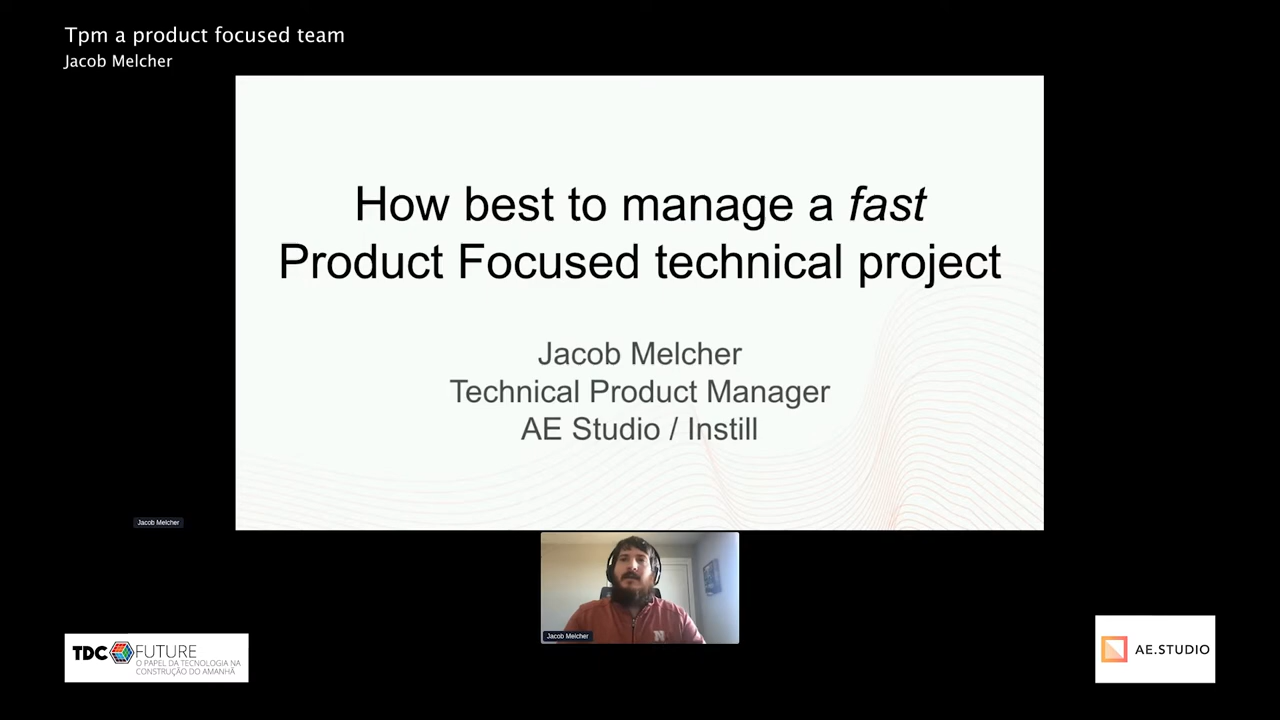 Tpm a product focused team
Jacob Melcher
How best to manage a fast
Product Focused technical project
Jacob Melcher
Technical Product Manager
AE Studio / Instill
Jacob Melcher
N
Jacob Melcher
TDC FUTURE
O PAPEL DA TECNOLOGIA NA
CONSTRUÇÃO DO AMANHÃ
AE.STUDIO